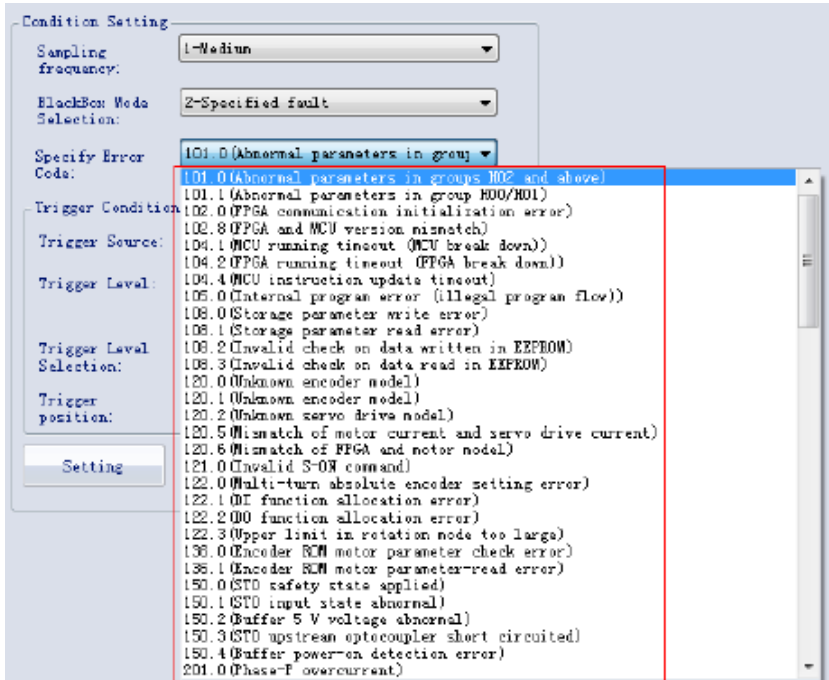 Condition Setting
Sampling frequency:
1-Medium
BlackBox Mode Selection:
2-Specified fault
Specify Error Code:
101.0(Abnormal parameters in group
101.0(Abnormal parameters in groups H02 and above)
101.1(Abnormal parameters in group H00/H01)
102.0(FPGA communication initialization error)
102.8(FPGA and MCU version mismatch)
104.1(MCU running timeout (MCU break down))
104.2(FPGA running timeout (FPGA break down))
104.4(MCU instruction update timeout)
105.0(Internal program error (illegal program flow))
108.0(Storage parameter write error)
108.1(Storage parameter read error)
108.2(Invalid check on data written in EEPROM)
108.3(Invalid check on data read in EEPROM)
120.0(Unknown encoder model)
120.1(Unknown encoder model)
120.2(Unknown servo drive model)
120.5(Mismatch of motor current and servo drive current)
120.6(Mismatch of FPGA and motor model)
121.0(Invalid S-ON command)
122.0(Multi-turn absolute encoder setting error)
122.1(DI function allocation error)
122.2(DO function allocation error)
122.3(Upper limit in rotation mode too large)
136.0(Encoder ROM motor parameter check error)
136.1(Encoder ROM motor parameter-read error)
150.0(STO safety state applied)
150.1(STO input state abnormal)
150.2(Buffer 5 V voltage abnormal)
150.3(STO upstream optocoupler short circuited)
150.4(Buffer power-on detection error)
201.0(Phase-P overcurrent)
Trigger Condition
Trigger Source:
Trigger Level:
Trigger Level Selection:
Trigger position:
Setting